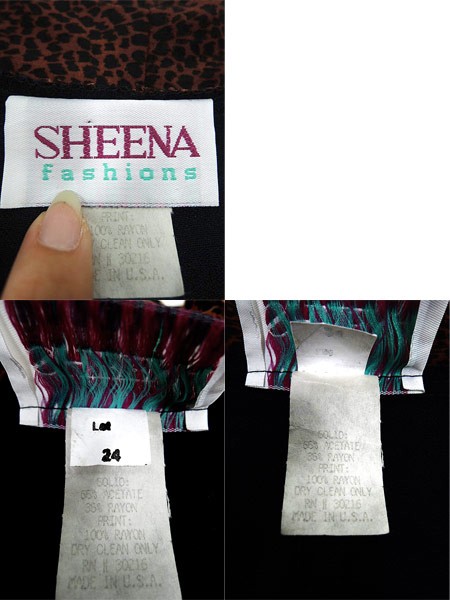 SHEENA
fashions
PRINT:
100% RAYON
DRY CLEAN ONLY
RN # 30216
MADE IN U.S.A.
Lot
24
SOLID:
65% ACETATE
35% RAYON
PRINT:
100% RAYON
DRY CLEAN ONLY
RN # 30216
MADE IN U.S.A.
SOLID:
65% ACETATE
35% RAYON
PRINT:
100% RAYON
DRY CLEAN ONLY
RN # 30216
MADE IN U.S.A.